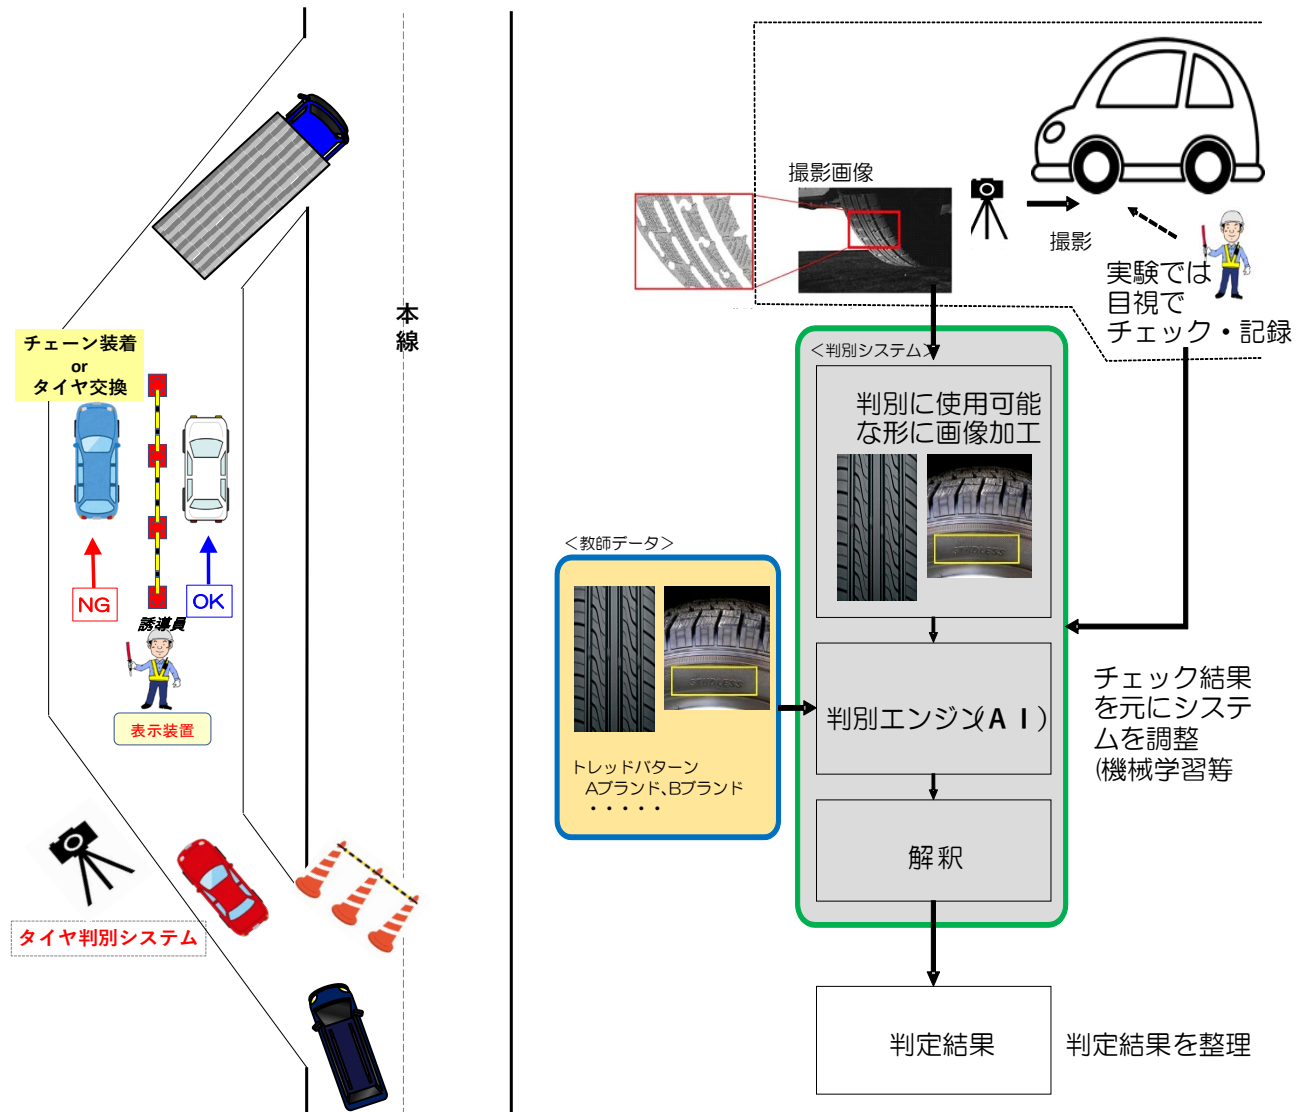 本
線
チェーン装着
or
タイヤ交換
NG
OK
誘導員
表示装置
タイヤ判別システム
撮影画像
撮影
実験では
目視で
チェック・記録
＜判別システム＞
判別に使用可能
な形に画像加工
STUDLESS
＜教師データ＞
STUDLESS
トレッドパターン
Aブランド、Bブランド
・・・・・
判別エンジン(ＡＩ)
チェック結果
を元にシステ
ムを調整
(機械学習等
解釈
判定結果
判定結果を整理